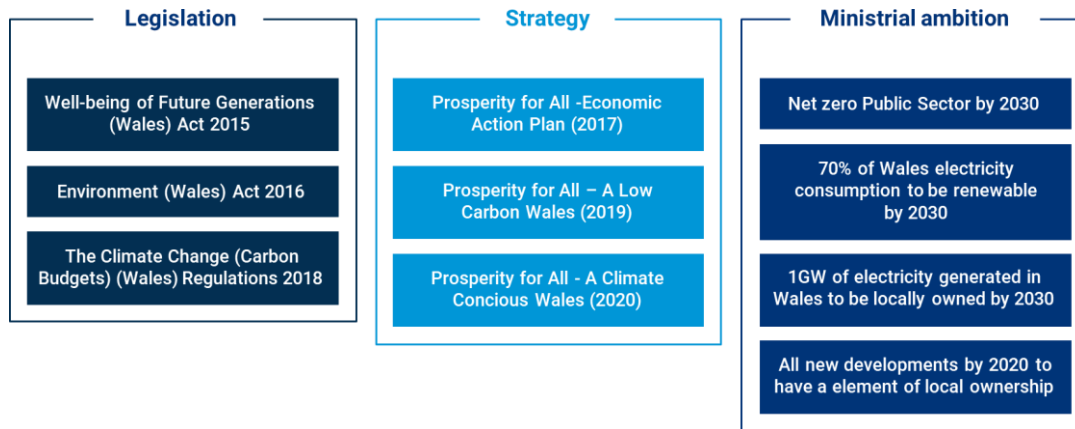 Legislation
Well-being of Future Generations
(Wales) Act 2015
Environment (Wales) Act 2016
The Climate Change (Carbon
Budgets) (Wales) Regulations 2018
Strategy
Prosperity for All -Economic
Action Plan (2017)
Prosperity for All – A Low
Carbon Wales (2019)
Prosperity for All - A Climate
Concious Wales (2020)
Ministrial ambition
Net zero Public Sector by 2030
70% of Wales electricity
consumption to be renewable
by 2030
1GW of electricity generated in
Wales to be locally owned by 2030
All new developments by 2020 to
have a element of local ownership